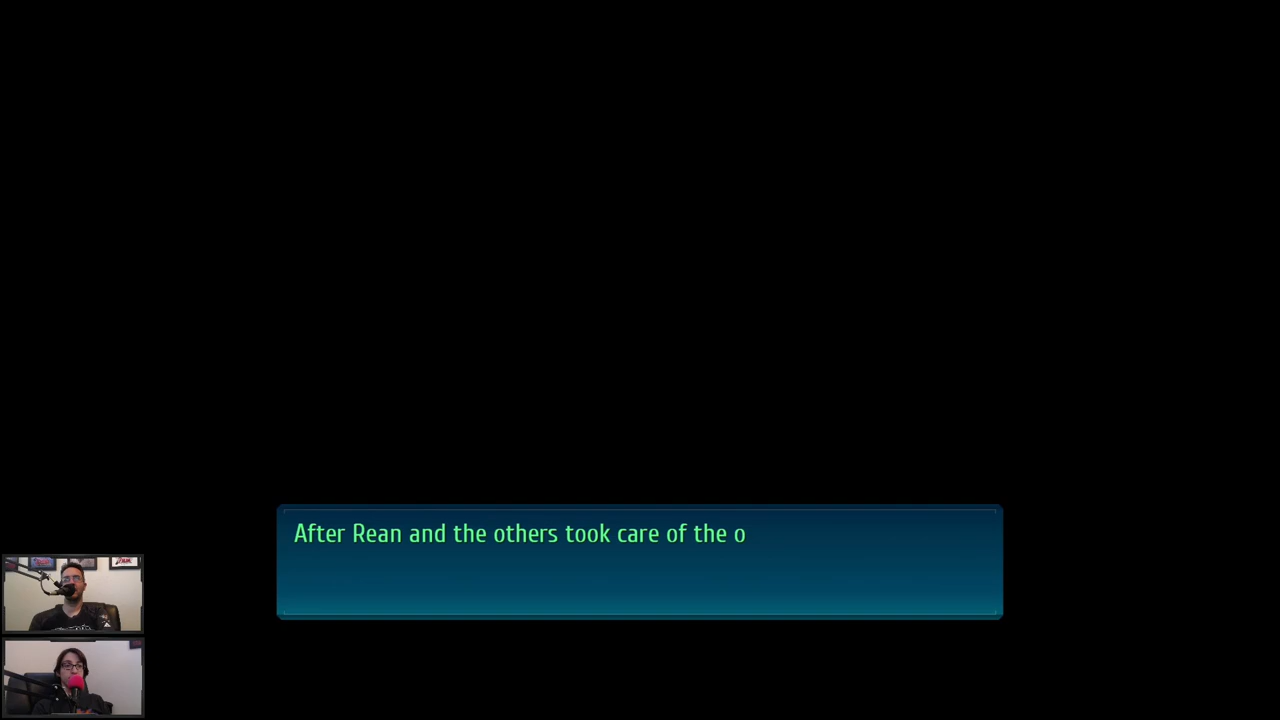 After Rean and the others took care of the o